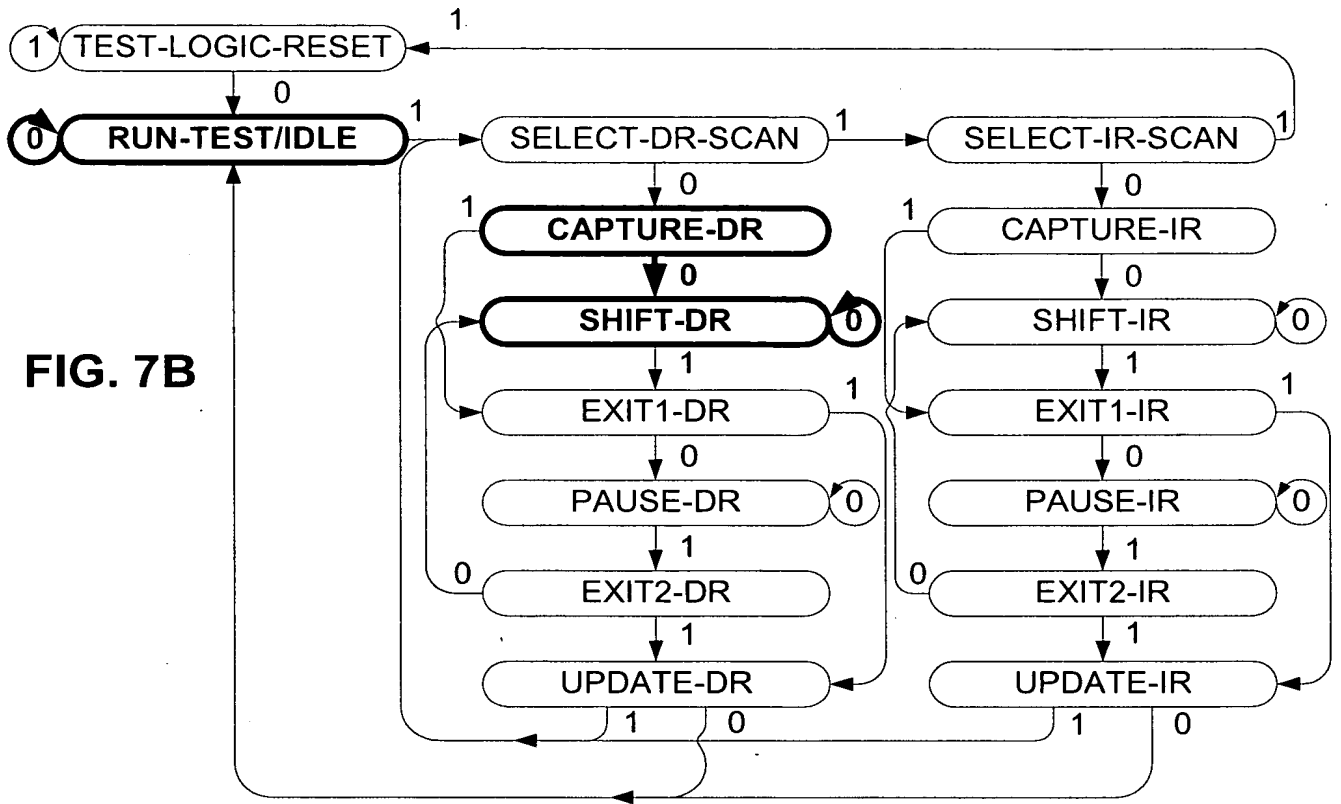 1
1 TEST-LOGIC-RESET
0
1
0 RUN-TEST/IDLE
SELECT-DR-SCAN
1
SELECT-IR-SCAN
1
0
0
1
CAPTURE-DR
1
CAPTURE-IR
0
0
SHIFT-DR
0
SHIFT-IR
0
FIG. 7B
1
1
EXIT1-DR
1
EXIT1-IR
1
0
0
PAUSE-DR
0
PAUSE-IR
0
1
1
0
EXIT2-DR
0
EXIT2-IR
1
1
UPDATE-DR
UPDATE-IR
1
0
1
0